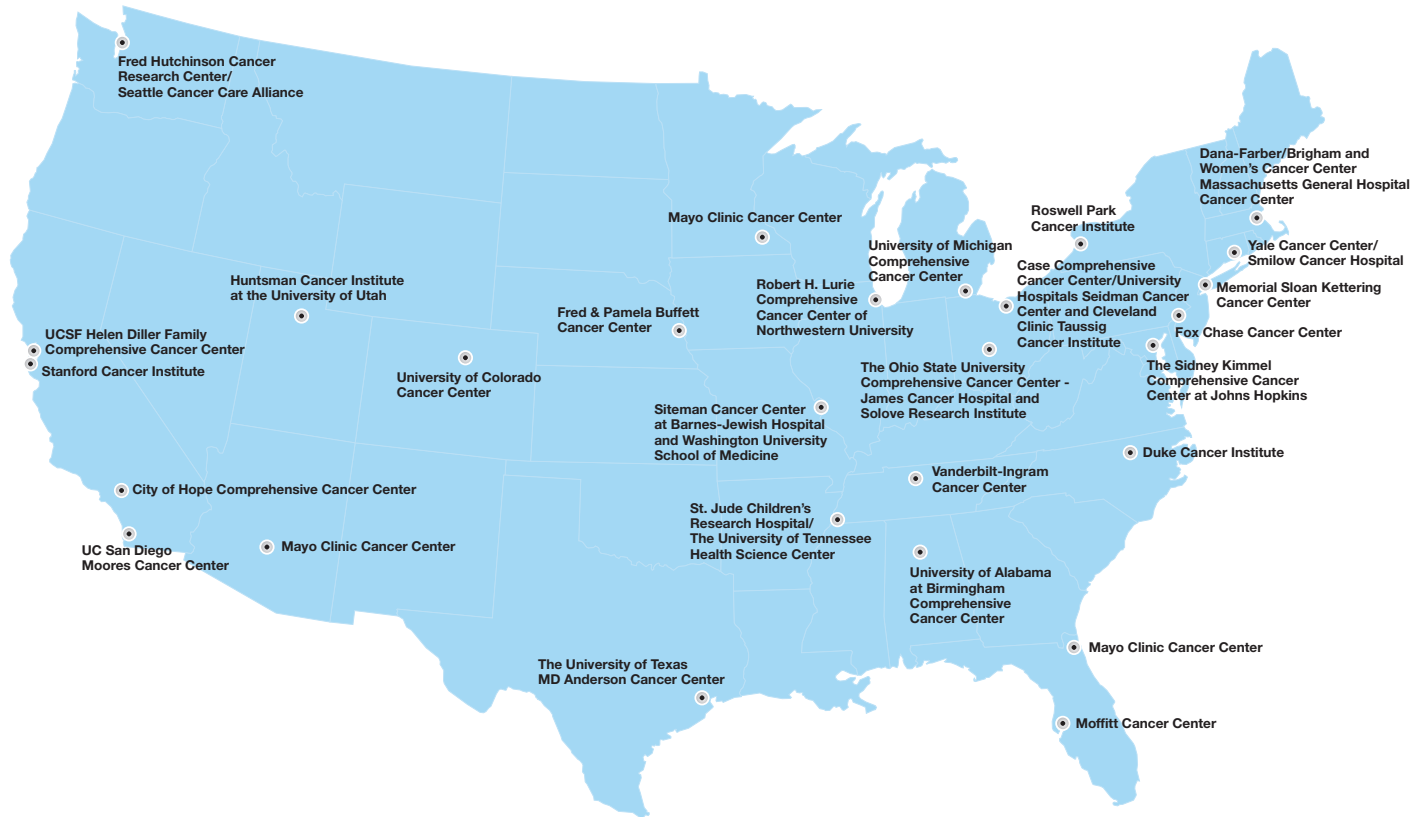 Fred Hutchinson Cancer
Research Center/
Seattle Cancer Care Alliance
Dana-Farber/Brigham and
Women's Cancer Center
Massachusetts General Hospital
Cancer Center
Mayo Clinic Cancer Center
Roswell Park
Cancer Institute
University of Michigan
Comprehensive
Cancer Center
Yale Cancer Center/
Smilow Cancer Hospital
Case Comprehensive
Cancer Center/University
Hospitals Seidman Cancer
Center and Cleveland
Clinic Taussig
Cancer Institute
Huntsman Cancer Institute
at the University of Utah
Robert H. Lurie
Comprehensive
Cancer Center of
Northwestern University
Memorial Sloan Kettering
Cancer Center
Fred & Pamela Buffett
Cancer Center
UCSF Helen Diller Family
Comprehensive Cancer Center
Stanford Cancer Institute
Fox Chase Cancer Center
University of Colorado
Cancer Center
The Ohio State University
Comprehensive Cancer Center -
James Cancer Hospital and
Solove Research Institute
The Sidney Kimmel
Comprehensive Cancer
Center at Johns Hopkins
Siteman Cancer Center
at Barnes-Jewish Hospital
and Washington University
School of Medicine
Duke Cancer Institute
Vanderbilt-Ingram
Cancer Center
City of Hope Comprehensive Cancer Center
St. Jude Children's
Research Hospital/
The University of Tennessee
Health Science Center
UC San Diego
Moores Cancer Center
Mayo Clinic Cancer Center
University of Alabama
at Birmingham
Comprehensive
Cancer Center
Mayo Clinic Cancer Center
The University of Texas
MD Anderson Cancer Center
Moffitt Cancer Center